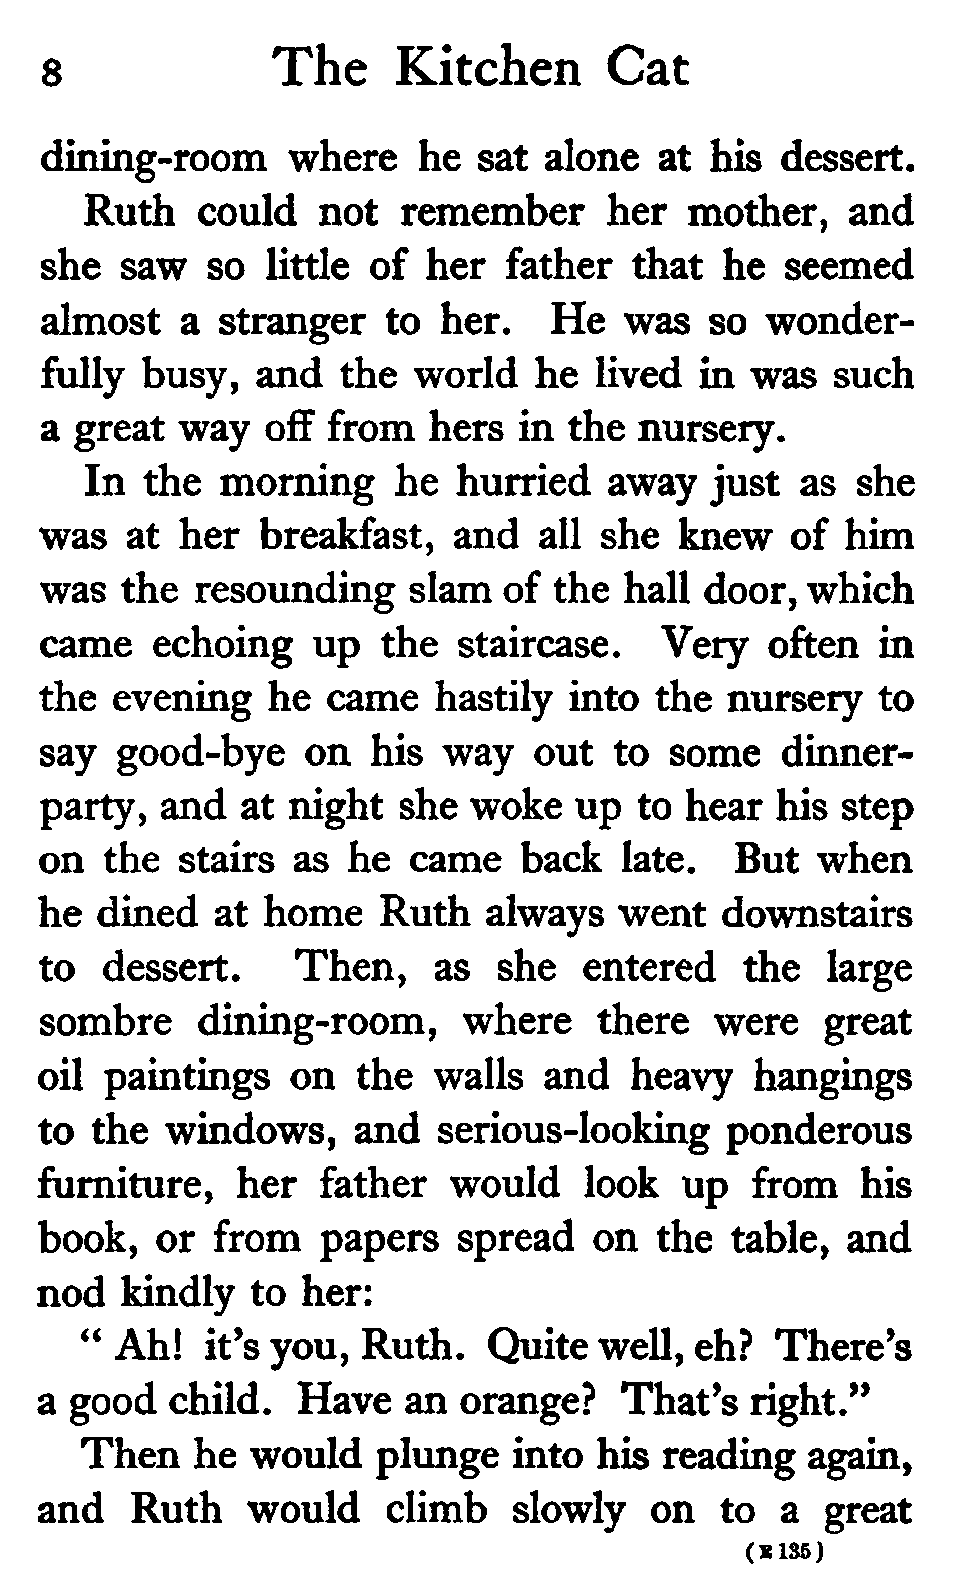 8 The Kitchen Cat
dining-room where he sat alone at his dessert.
Ruth could not remember her mother, and
she saw so little of her father that he seemed
almost a stranger to her. He was so wonder-
fully busy, and the world he lived in was such
a great way off from hers in the nursery.
In the morning he hurried away just as she
was at her breakfast, and all she knew of him
was the resounding slam of the hall door, which
came echoing up the staircase. Very often in
the evening he came hastily into the nursery to
say good-bye on his way out to some dinner-
party, and at night she woke up to hear his step
on the stairs as he came back late. But when
he dined at home Ruth always went downstairs
to dessert. Then, as she entered the large
sombre dining-room, where there were great
oil paintings on the walls and heavy hangings
to the windows, and serious-looking ponderous
furniture, her father would look up from his
book, or from papers spread on the table, and
nod kindly to her:
“ Ah! it’s you, Ruth. Quite well, eh? There’s
a good child. Have an orange? That’s right.”
Then he would plunge into his reading again,
and Ruth would climb slowly on to a great
(E 135)